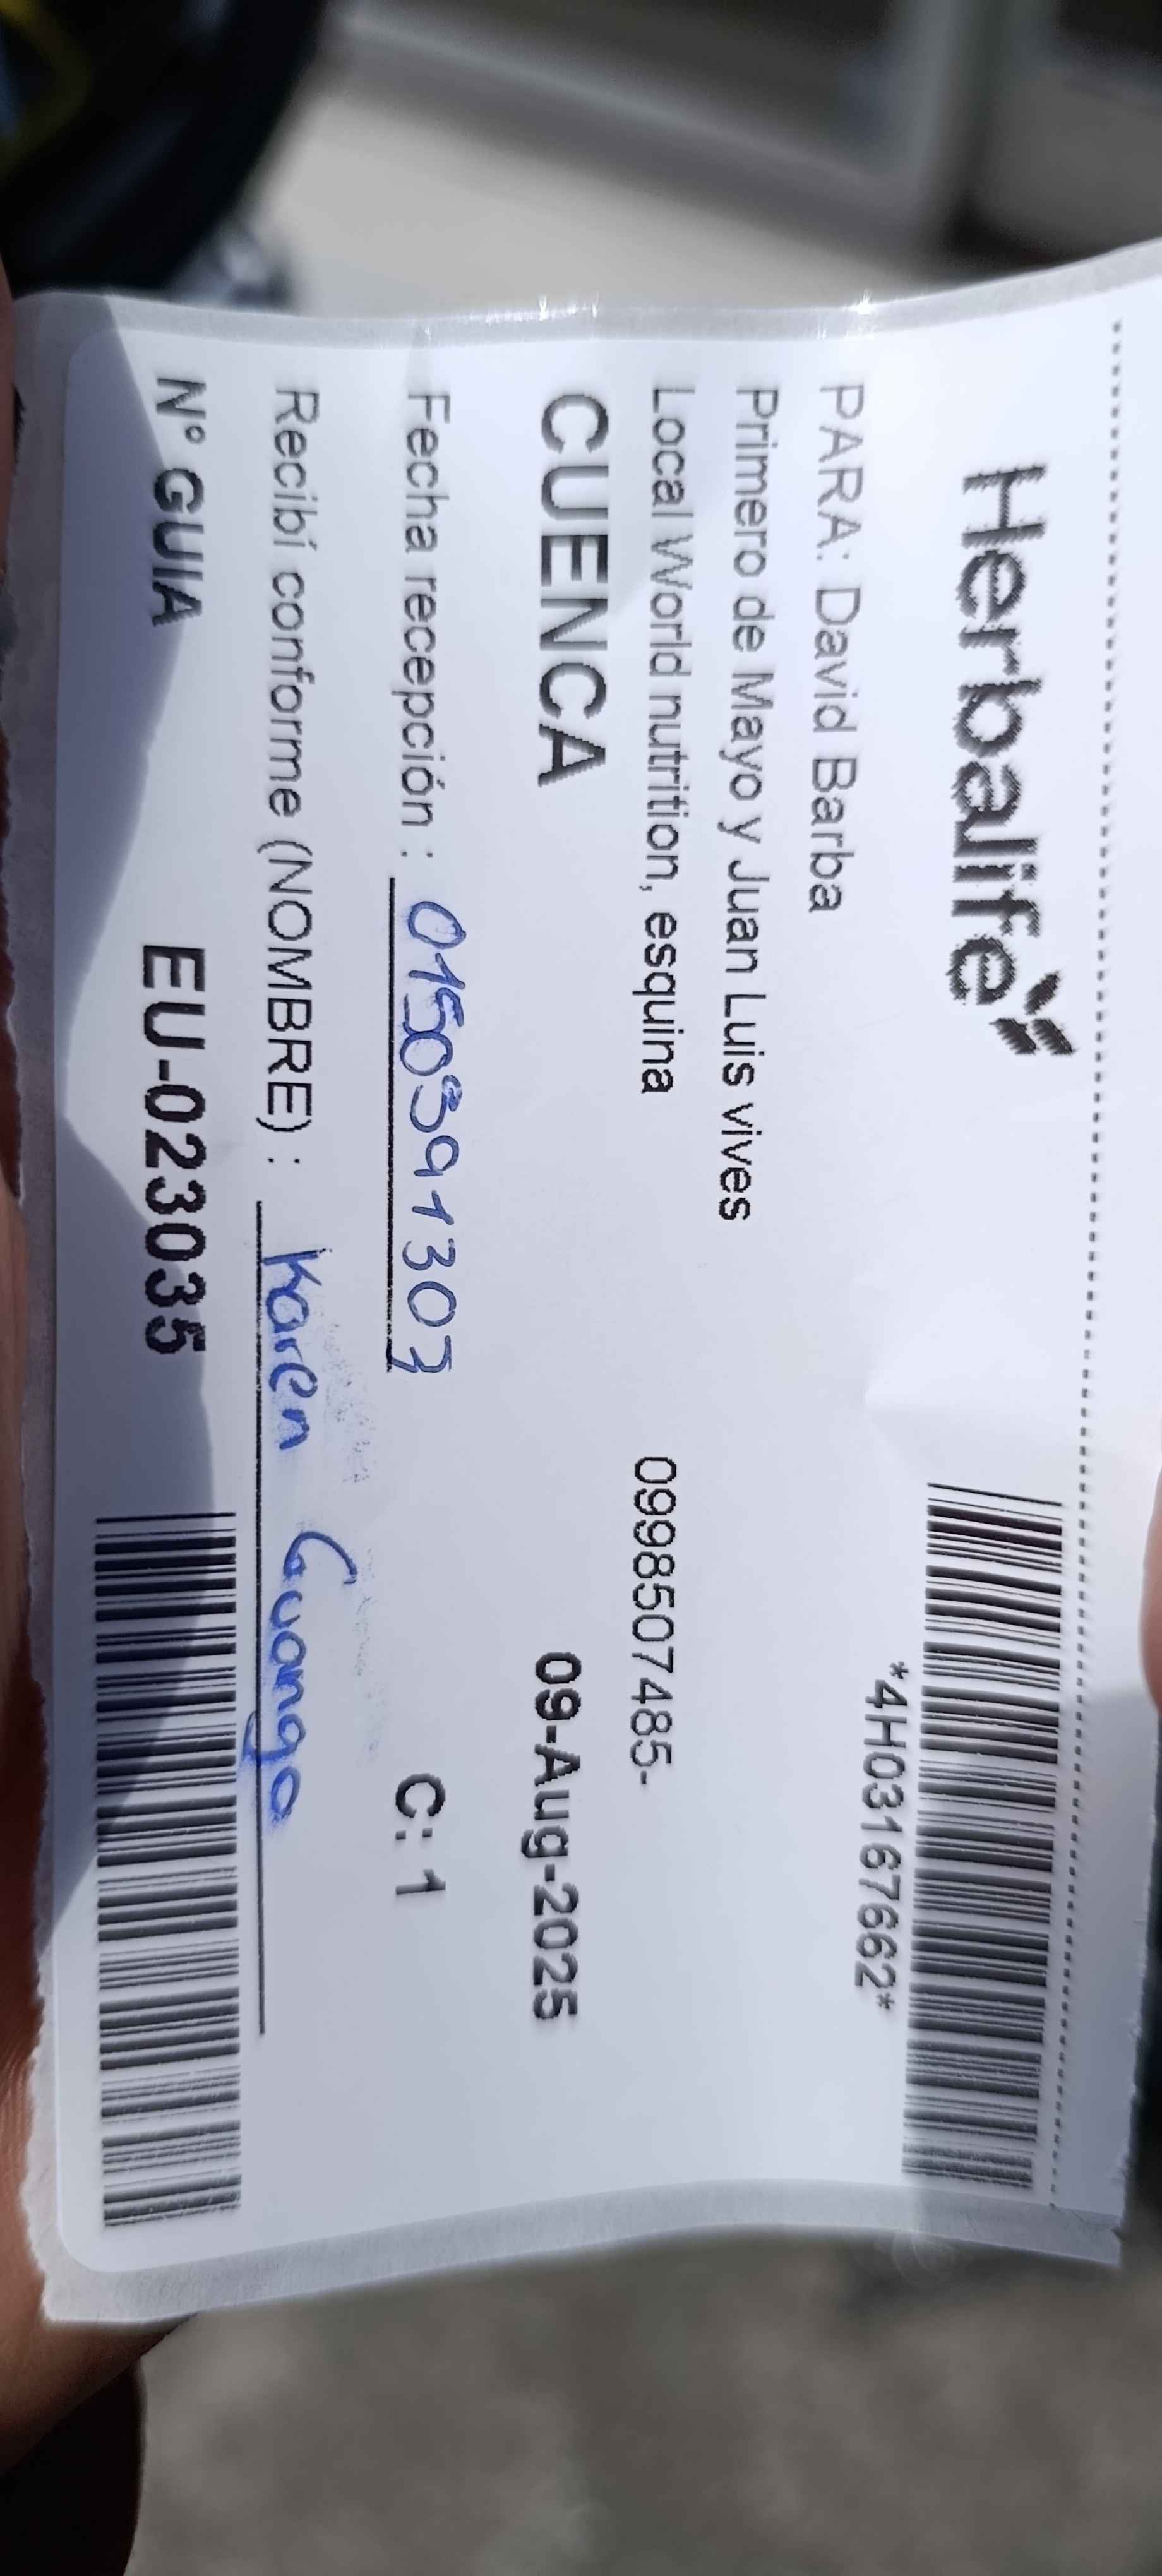 Herbalife
*4H03167662*
PARA: David Barba
Primero de Mayo y Juan Luis vives
Local World nutrition, esquina 0998507485-
CUENCA 09-Aug-2025
Fecha recepción : 0150391303 C: 1
Recibí conforme (NOMBRE) : Karen Guango
N° GUIA EU-023035